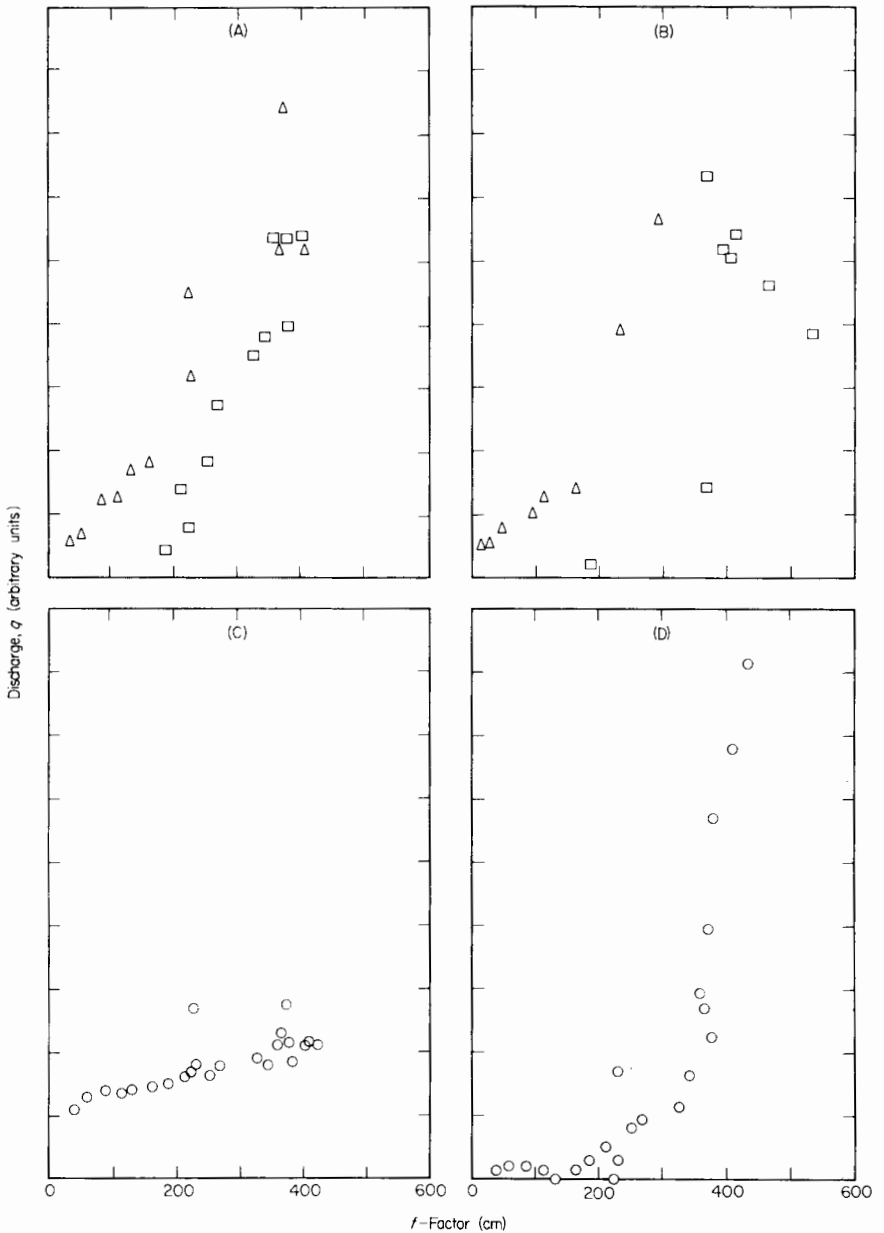 (A)
(B)
Discharge, q (arbitrary units)
(C)
(D)
0 200 400 600
0 200 400 600
f-Factor (cm)